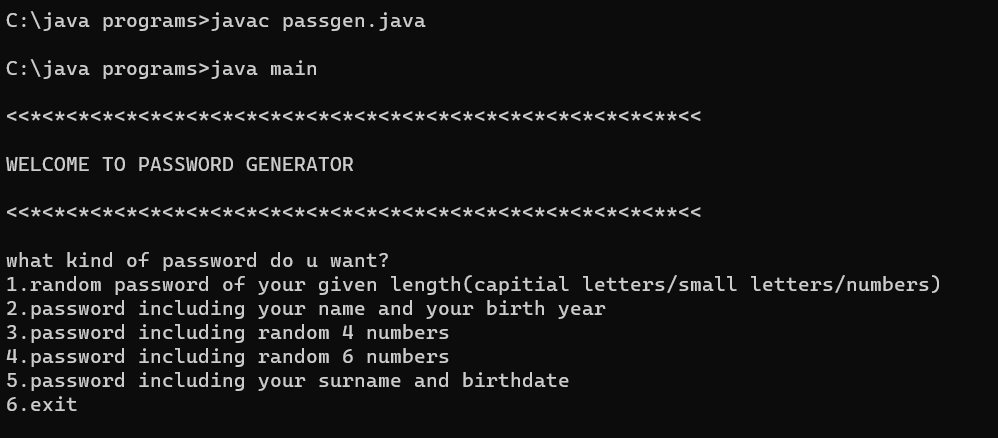 C:\java programs>javac passgen.java
C:\java programs>java main
<<*<*<*<*<*<*<*<*<*<*<*<*<*<*<*<*<*<*<*<*<*<*<*<*<*<*<*<**<<
WELCOME TO PASSWORD GENERATOR
<<*<*<*<*<*<*<*<*<*<*<*<*<*<*<*<*<*<*<*<*<*<*<*<*<*<*<*<**<<
what kind of password do u want?
1.random password of your given length(capitial letters/small letters/numbers)
2.password including your name and your birth year
3.password including random 4 numbers
4.password including random 6 numbers
5.password including your surname and birthdate
6.exit